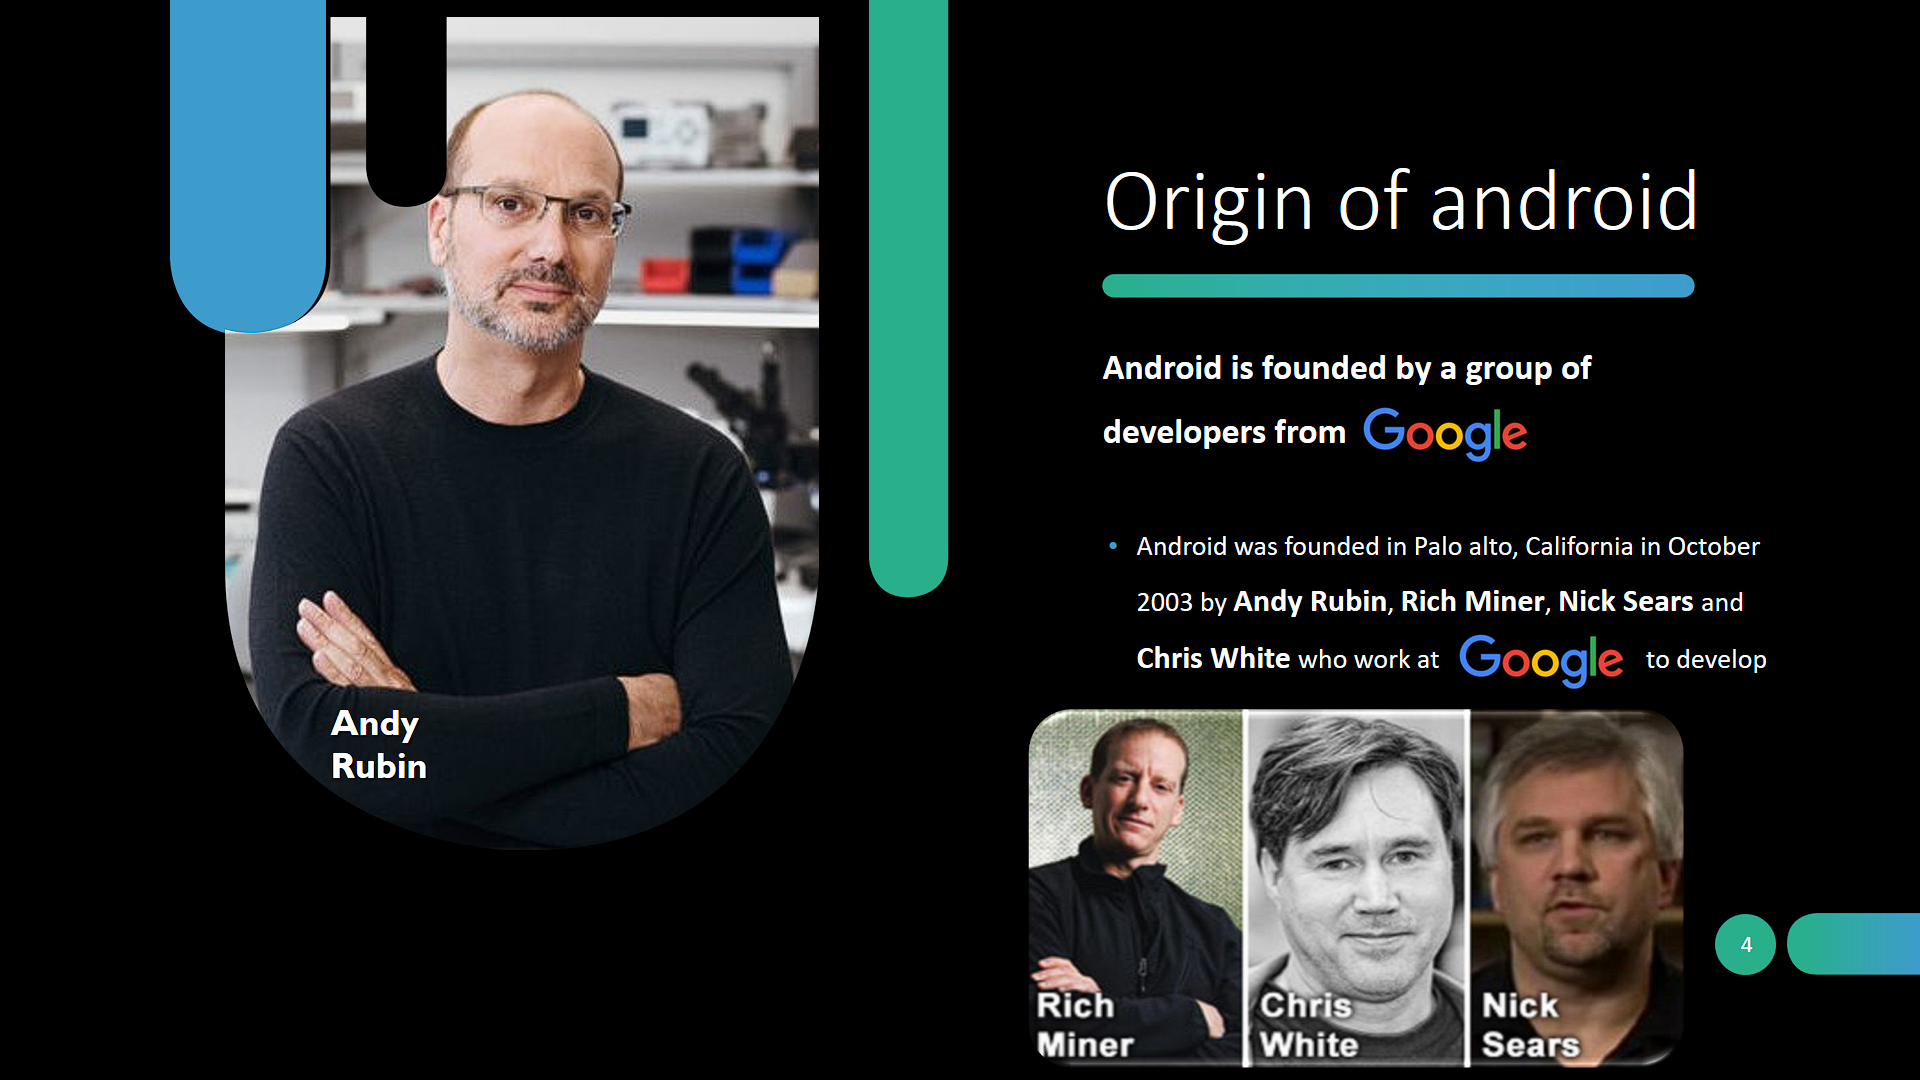 Origin of android
Android is founded by a group of
developers from Google
• Android was founded in Palo alto, California in October
2003 by Andy Rubin, Rich Miner, Nick Sears and
Chris White who work at Google to develop
Andy
Rubin
Rich
Miner
Chris
White
Nick
Sears
4